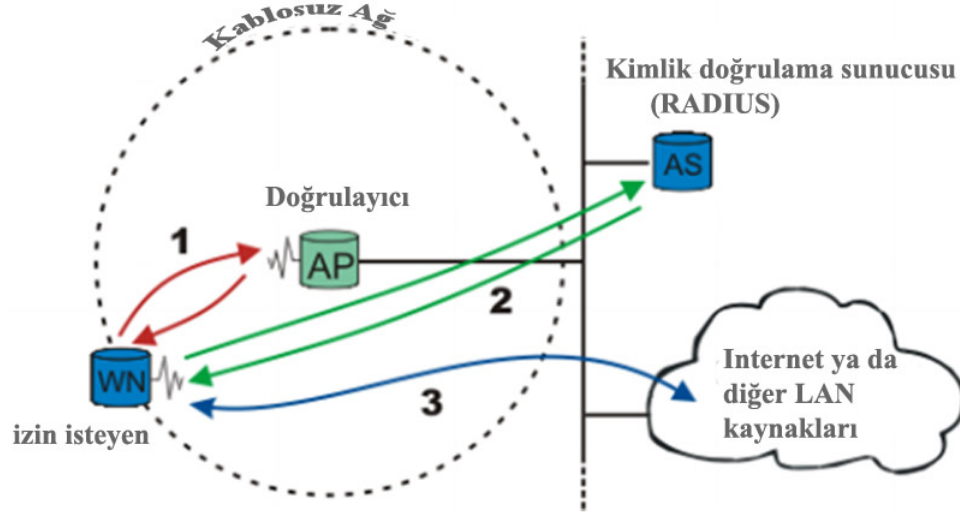 Kablosuz Ağ
Kimlik doğrulama sunucusu
(RADIUS)
AS
Doğrulayıcı
1
AP
2
WN
3
izin isteyen
Internet ya da
diğer LAN
kaynakları